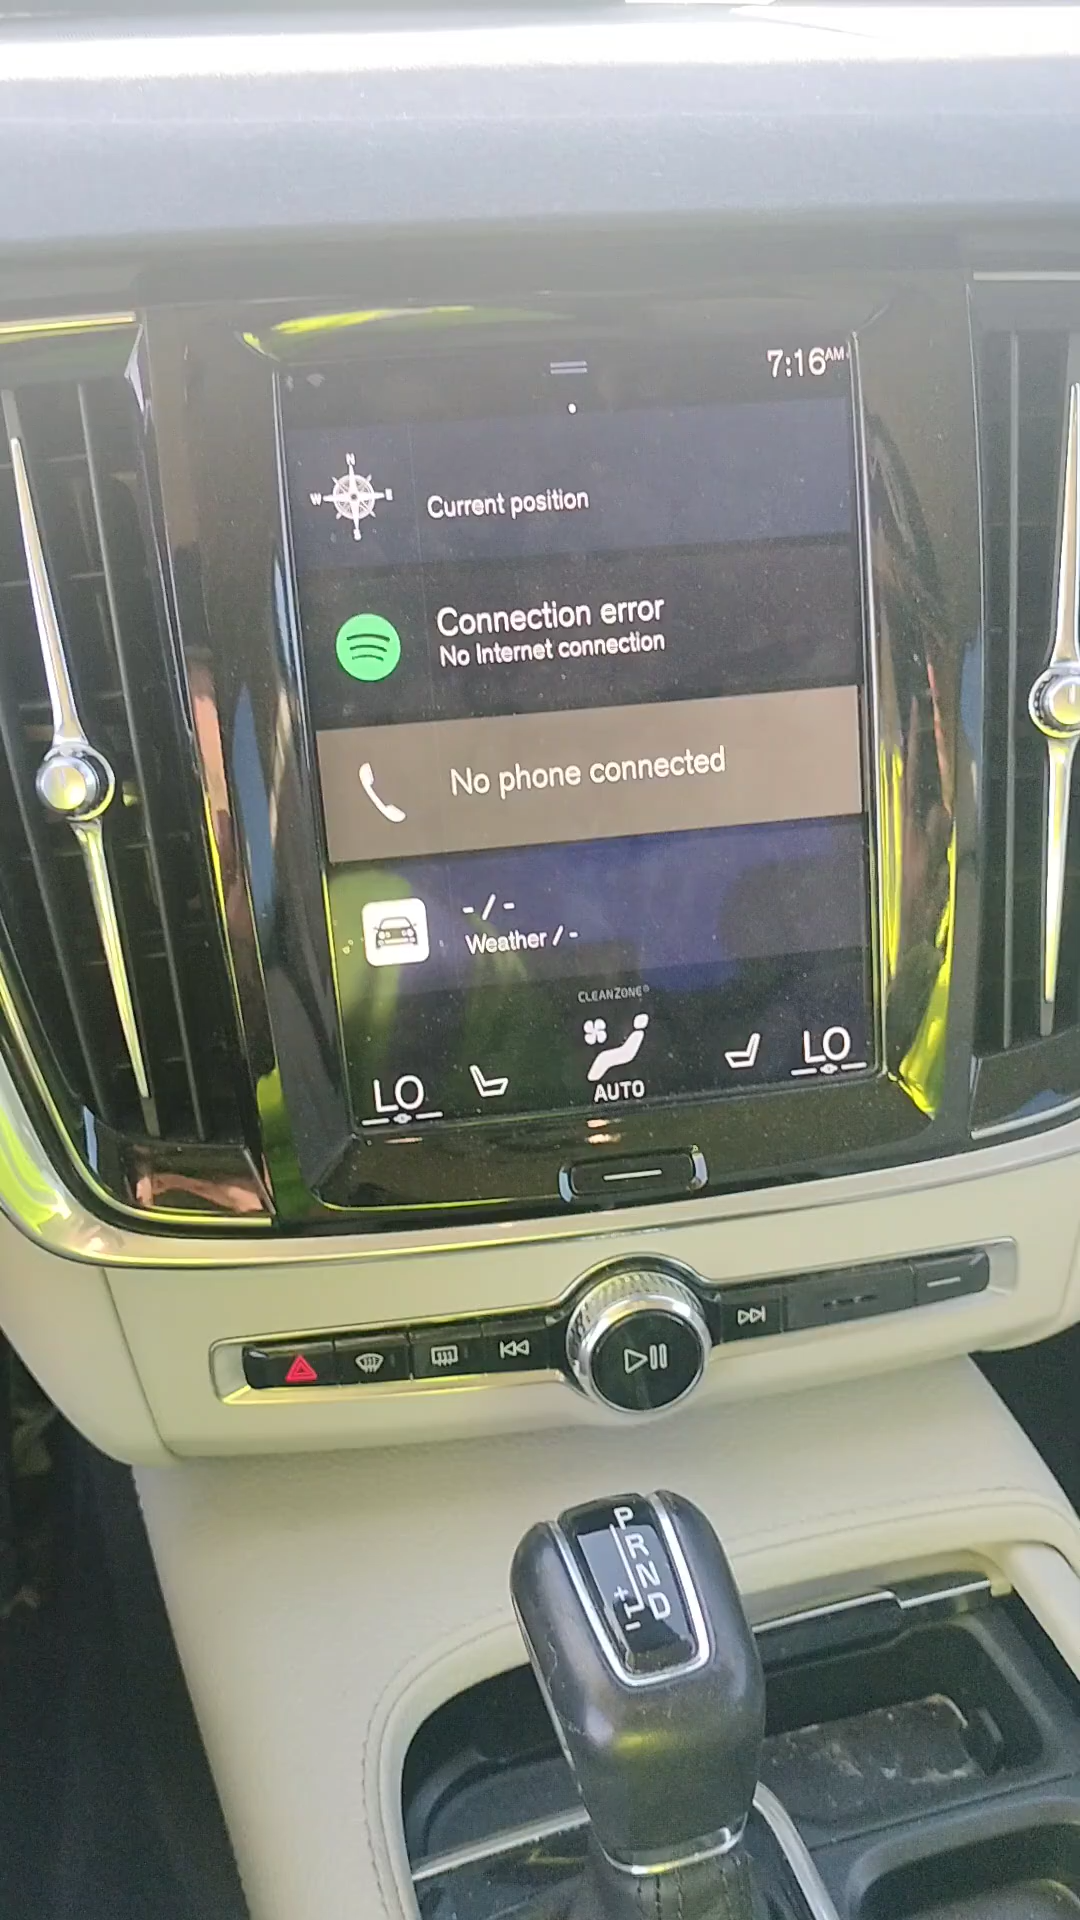 7:16AM
N
W E
S
Current position
Connection error
No Internet connection
No phone connected
- / -
Weather / -
CLEANZONE®
LO AUTO LO
P
R
N
+ D
-